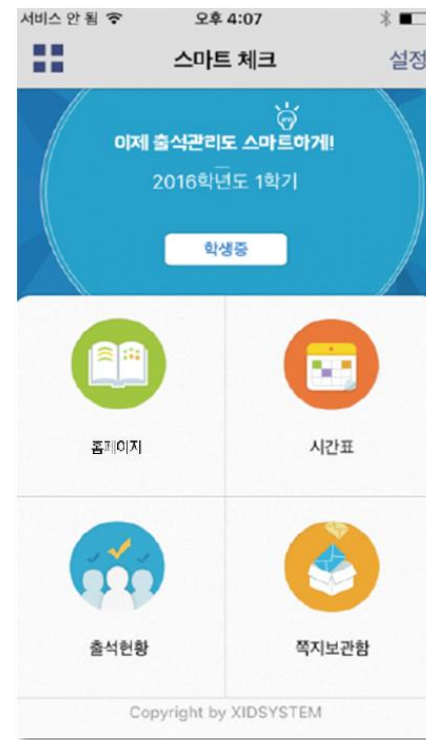 서비스 안 됨 오후 4:07
스마트 체크 설정
이제 출석관리도 스마트하게!
2016학년도 1학기
학생증
홈페이지 시간표
출석현황 쪽지보관함
Copyright by XIDSYSTEM